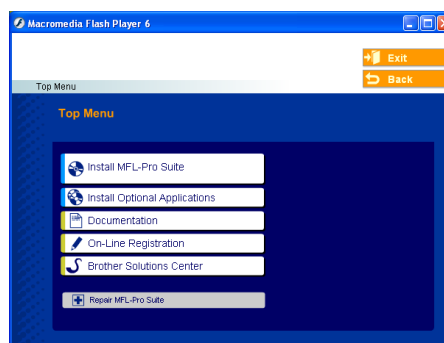 Macromedia Flash Player 6
Exit
Back
Top Menu
Top Menu
Install MFL-Pro Suite
Install Optional Applications
Documentation
On-Line Registration
Brother Solutions Center
Repair MFL-Pro Suite